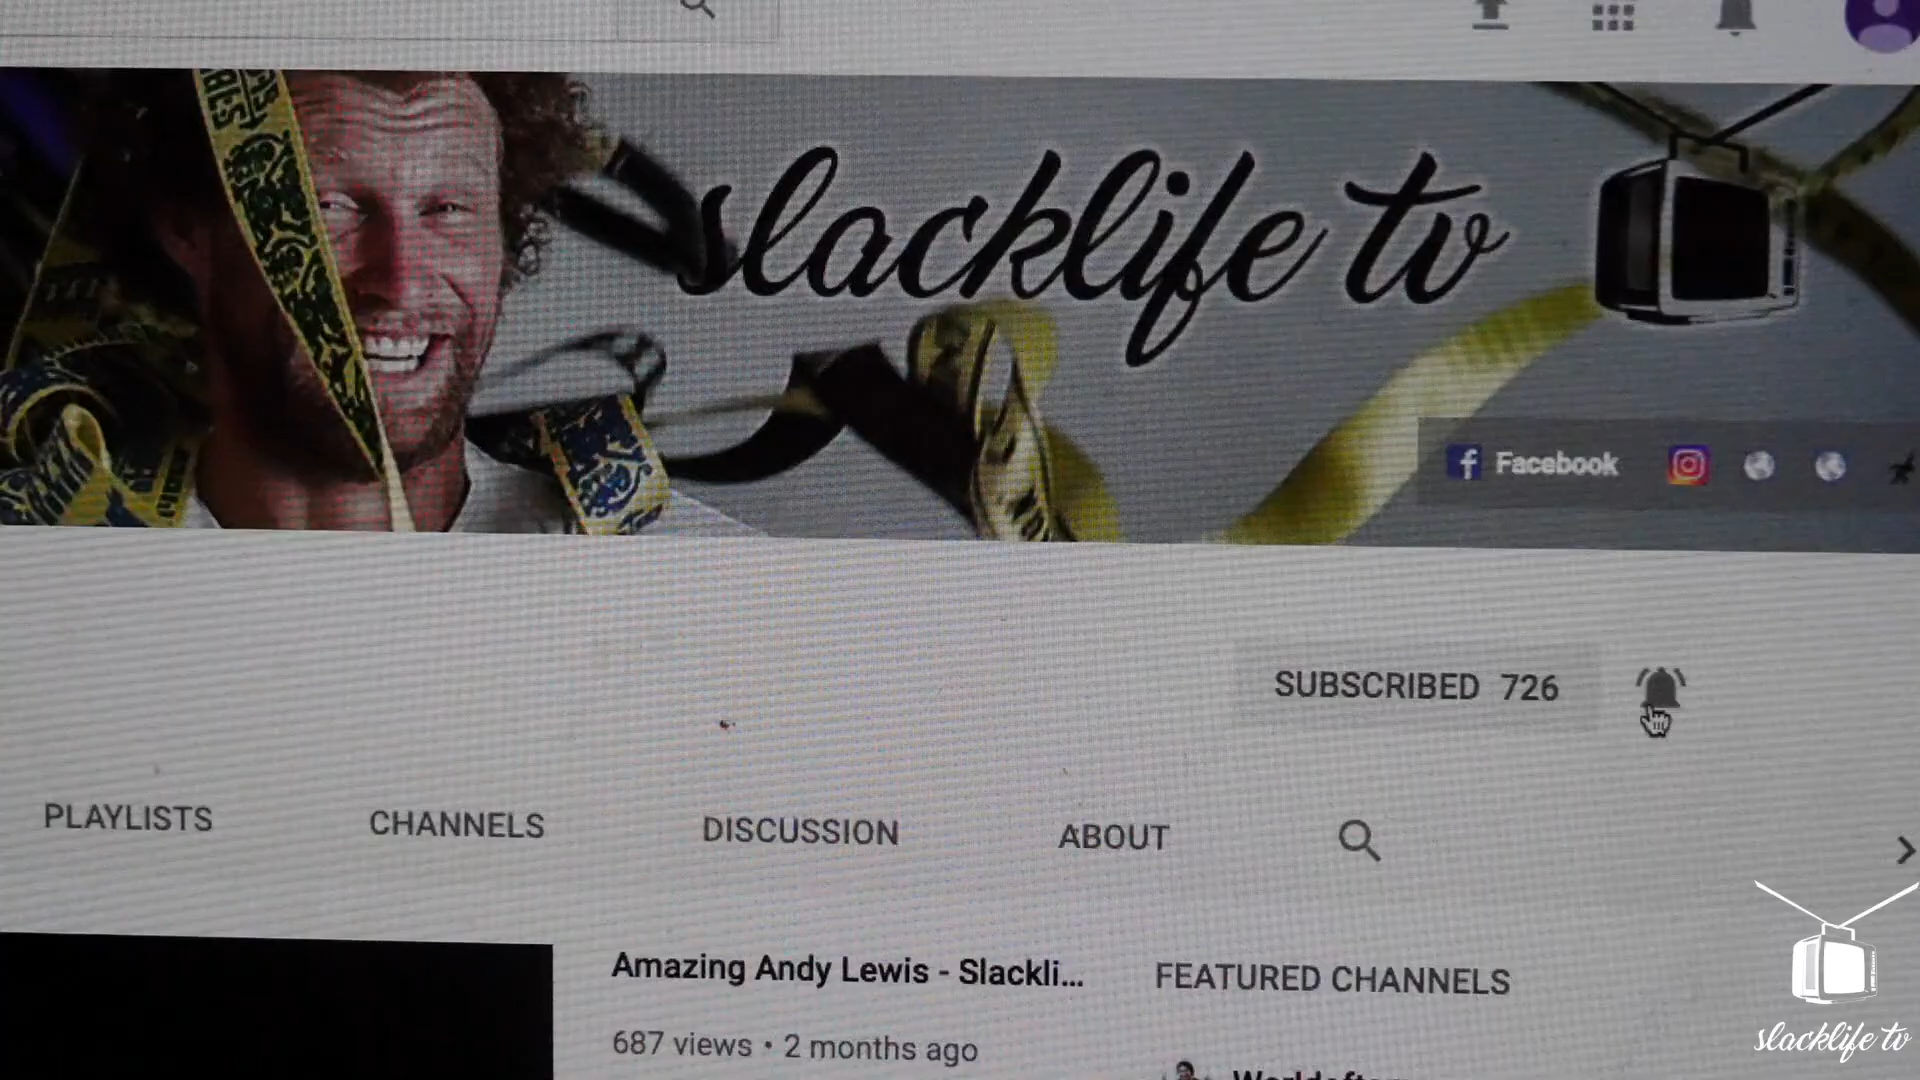 slacklife tv
Facebook
SUBSCRIBED 726
PLAYLISTS
CHANNELS
DISCUSSION
ABOUT
Amazing Andy Lewis - Slackli...
FEATURED CHANNELS
687 views • 2 months ago
slacklife tv